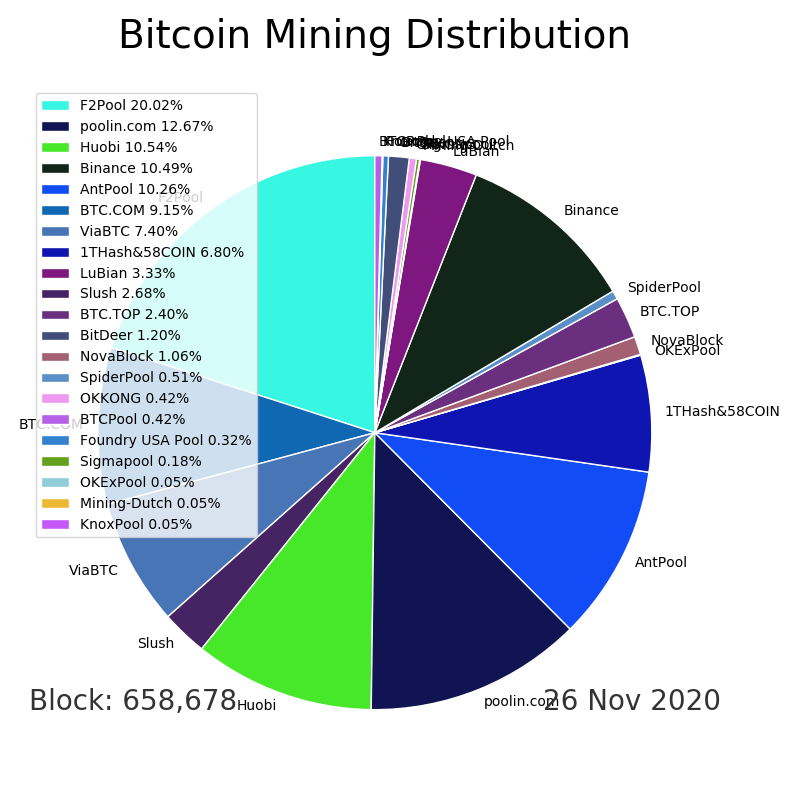 Bitcoin Mining Distribution
F2Pool 20.02%
poolin.com 12.67%
Huobi 10.54%
Binance 10.49%
AntPool 10.26%
BTC.COM 9.15%
ViaBTC 7.40%
1THash&58COIN 6.80%
LuBian 3.33%
Slush 2.68%
BTC.TOP 2.40%
BitDeer 1.20%
NovaBlock 1.06%
SpiderPool 0.51%
OKKONG 0.42%
BTCPool 0.42%
Foundry USA Pool 0.32%
Sigmapool 0.18%
OKExPool 0.05%
Mining-Dutch 0.05%
KnoxPool 0.05%
LuBian
Binance
SpiderPool
BTC.TOP
NovaBlock
OKExPool
1THash&58COIN
AntPool
poolin.com
Huobi
Slush
ViaBTC
BTC.COM
F2Pool
Block: 658,678
26 Nov 2020